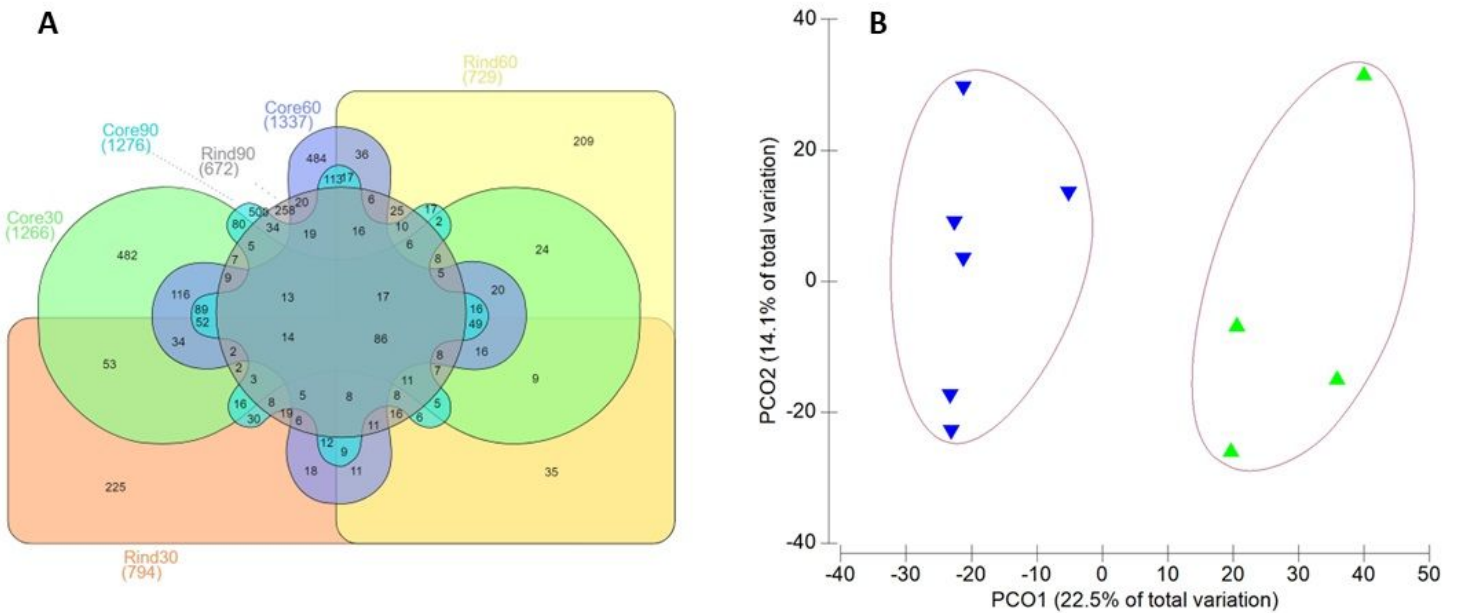 A
Rind60
(729)
Core60
(1337)
Core90
(1276)
Rind90
(672)
Core30
(1266)
Rind30
(794)
209
484 36
113 17
20 6
500 258 25 17
80 34 10 2
19 16
5 6
7 8
9 5
482 24
116 20
13 17
89 16
52 49
14 86
34 16
2 8
2 7
53 9
3 11
16 8 5 8 8 5
30 19 6 11 16 6
12 9
18 11
225 35
B
40
20
0
-20
-40
PCO2 (14.1% of total variation)
-40 -30 -20 -10 0 10 20 30 40 50
PCO1 (22.5% of total variation)